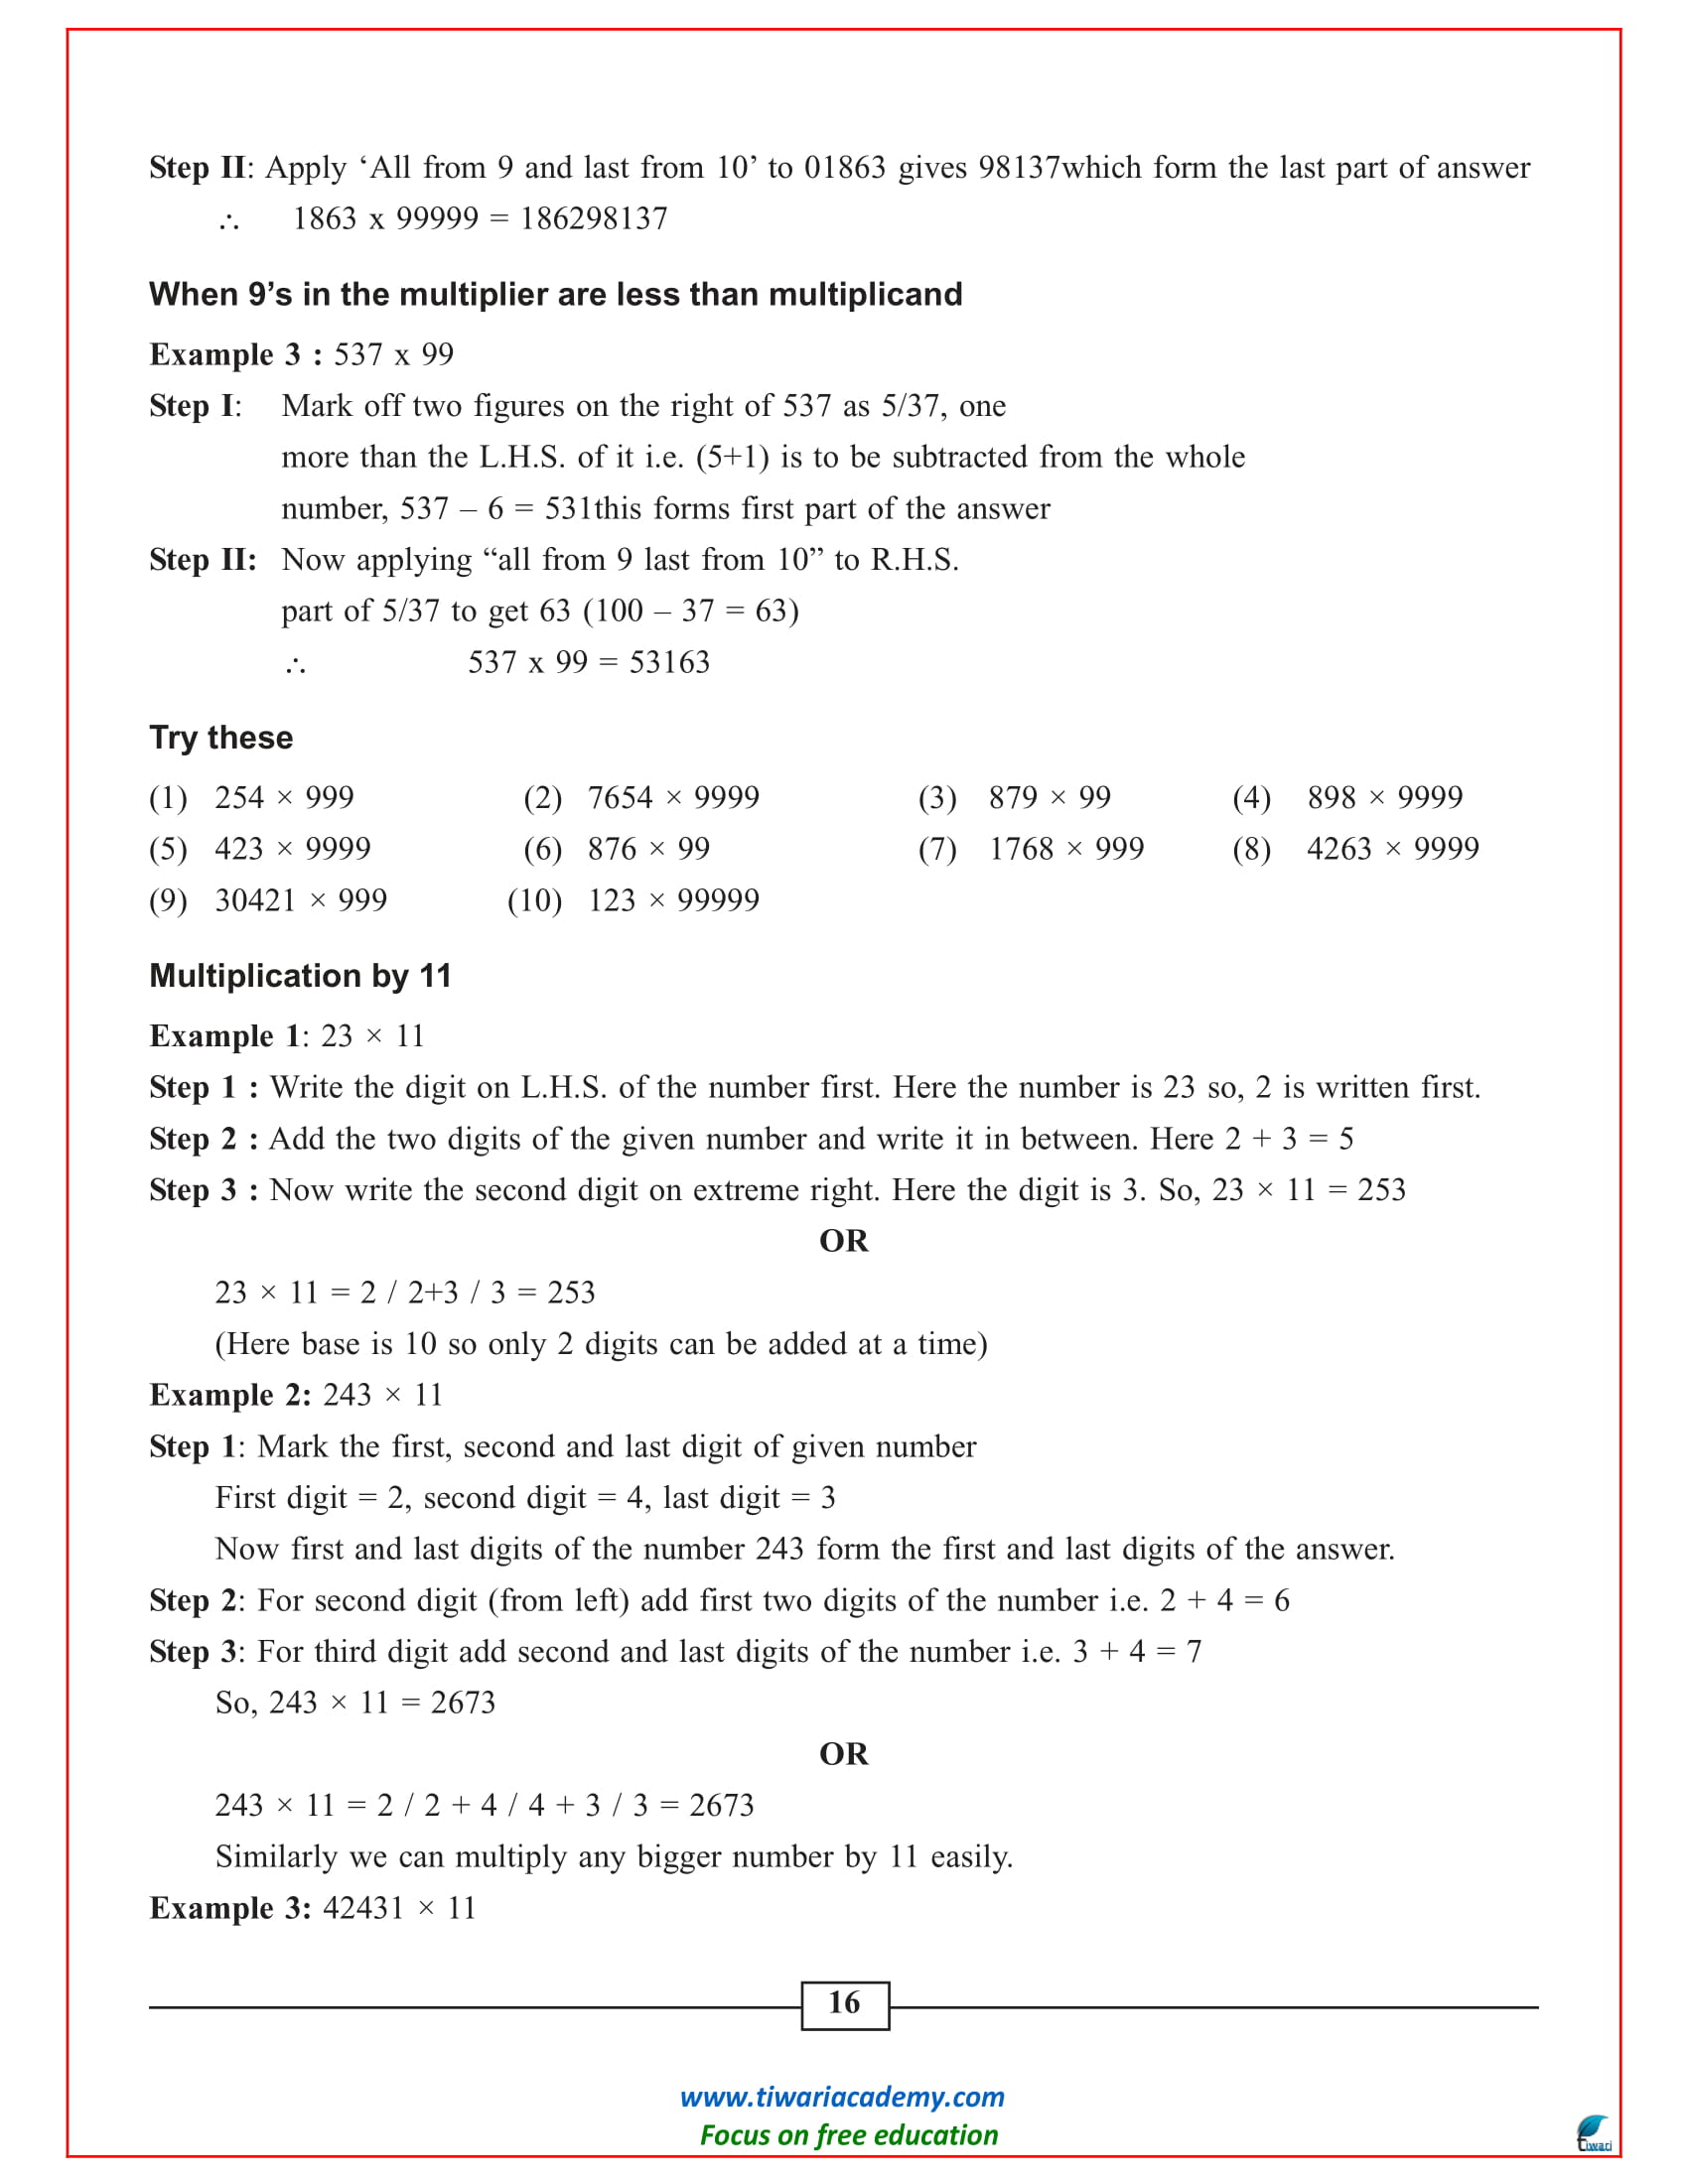 Step II: Apply ‘All from 9 and last from 10’ to 01863 gives 98137which form the last part of answer
∴ 1863 x 99999 = 186298137
When 9’s in the multiplier are less than multiplicand
Example 3 : 537 x 99
Step I: Mark off two figures on the right of 537 as 5/37, one
more than the L.H.S. of it i.e. (5+1) is to be subtracted from the whole
number, 537 – 6 = 531this forms first part of the answer
Step II: Now applying “all from 9 last from 10” to R.H.S.
part of 5/37 to get 63 (100 – 37 = 63)
∴ 537 x 99 = 53163
Try these
(1) 254 × 999 (2) 7654 × 9999 (3) 879 × 99 (4) 898 × 9999
(5) 423 × 9999 (6) 876 × 99 (7) 1768 × 999 (8) 4263 × 9999
(9) 30421 × 999 (10) 123 × 99999
Multiplication by 11
Example 1: 23 × 11
Step 1 : Write the digit on L.H.S. of the number first. Here the number is 23 so, 2 is written first.
Step 2 : Add the two digits of the given number and write it in between. Here 2 + 3 = 5
Step 3 : Now write the second digit on extreme right. Here the digit is 3. So, 23 × 11 = 253
OR
23 × 11 = 2 / 2+3 / 3 = 253
(Here base is 10 so only 2 digits can be added at a time)
Example 2: 243 × 11
Step 1: Mark the first, second and last digit of given number
First digit = 2, second digit = 4, last digit = 3
Now first and last digits of the number 243 form the first and last digits of the answer.
Step 2: For second digit (from left) add first two digits of the number i.e. 2 + 4 = 6
Step 3: For third digit add second and last digits of the number i.e. 3 + 4 = 7
So, 243 × 11 = 2673
OR
243 × 11 = 2 / 2 + 4 / 4 + 3 / 3 = 2673
Similarly we can multiply any bigger number by 11 easily.
Example 3: 42431 × 11
16
www.tiwariacademy.com
Focus on free education
Tiwari